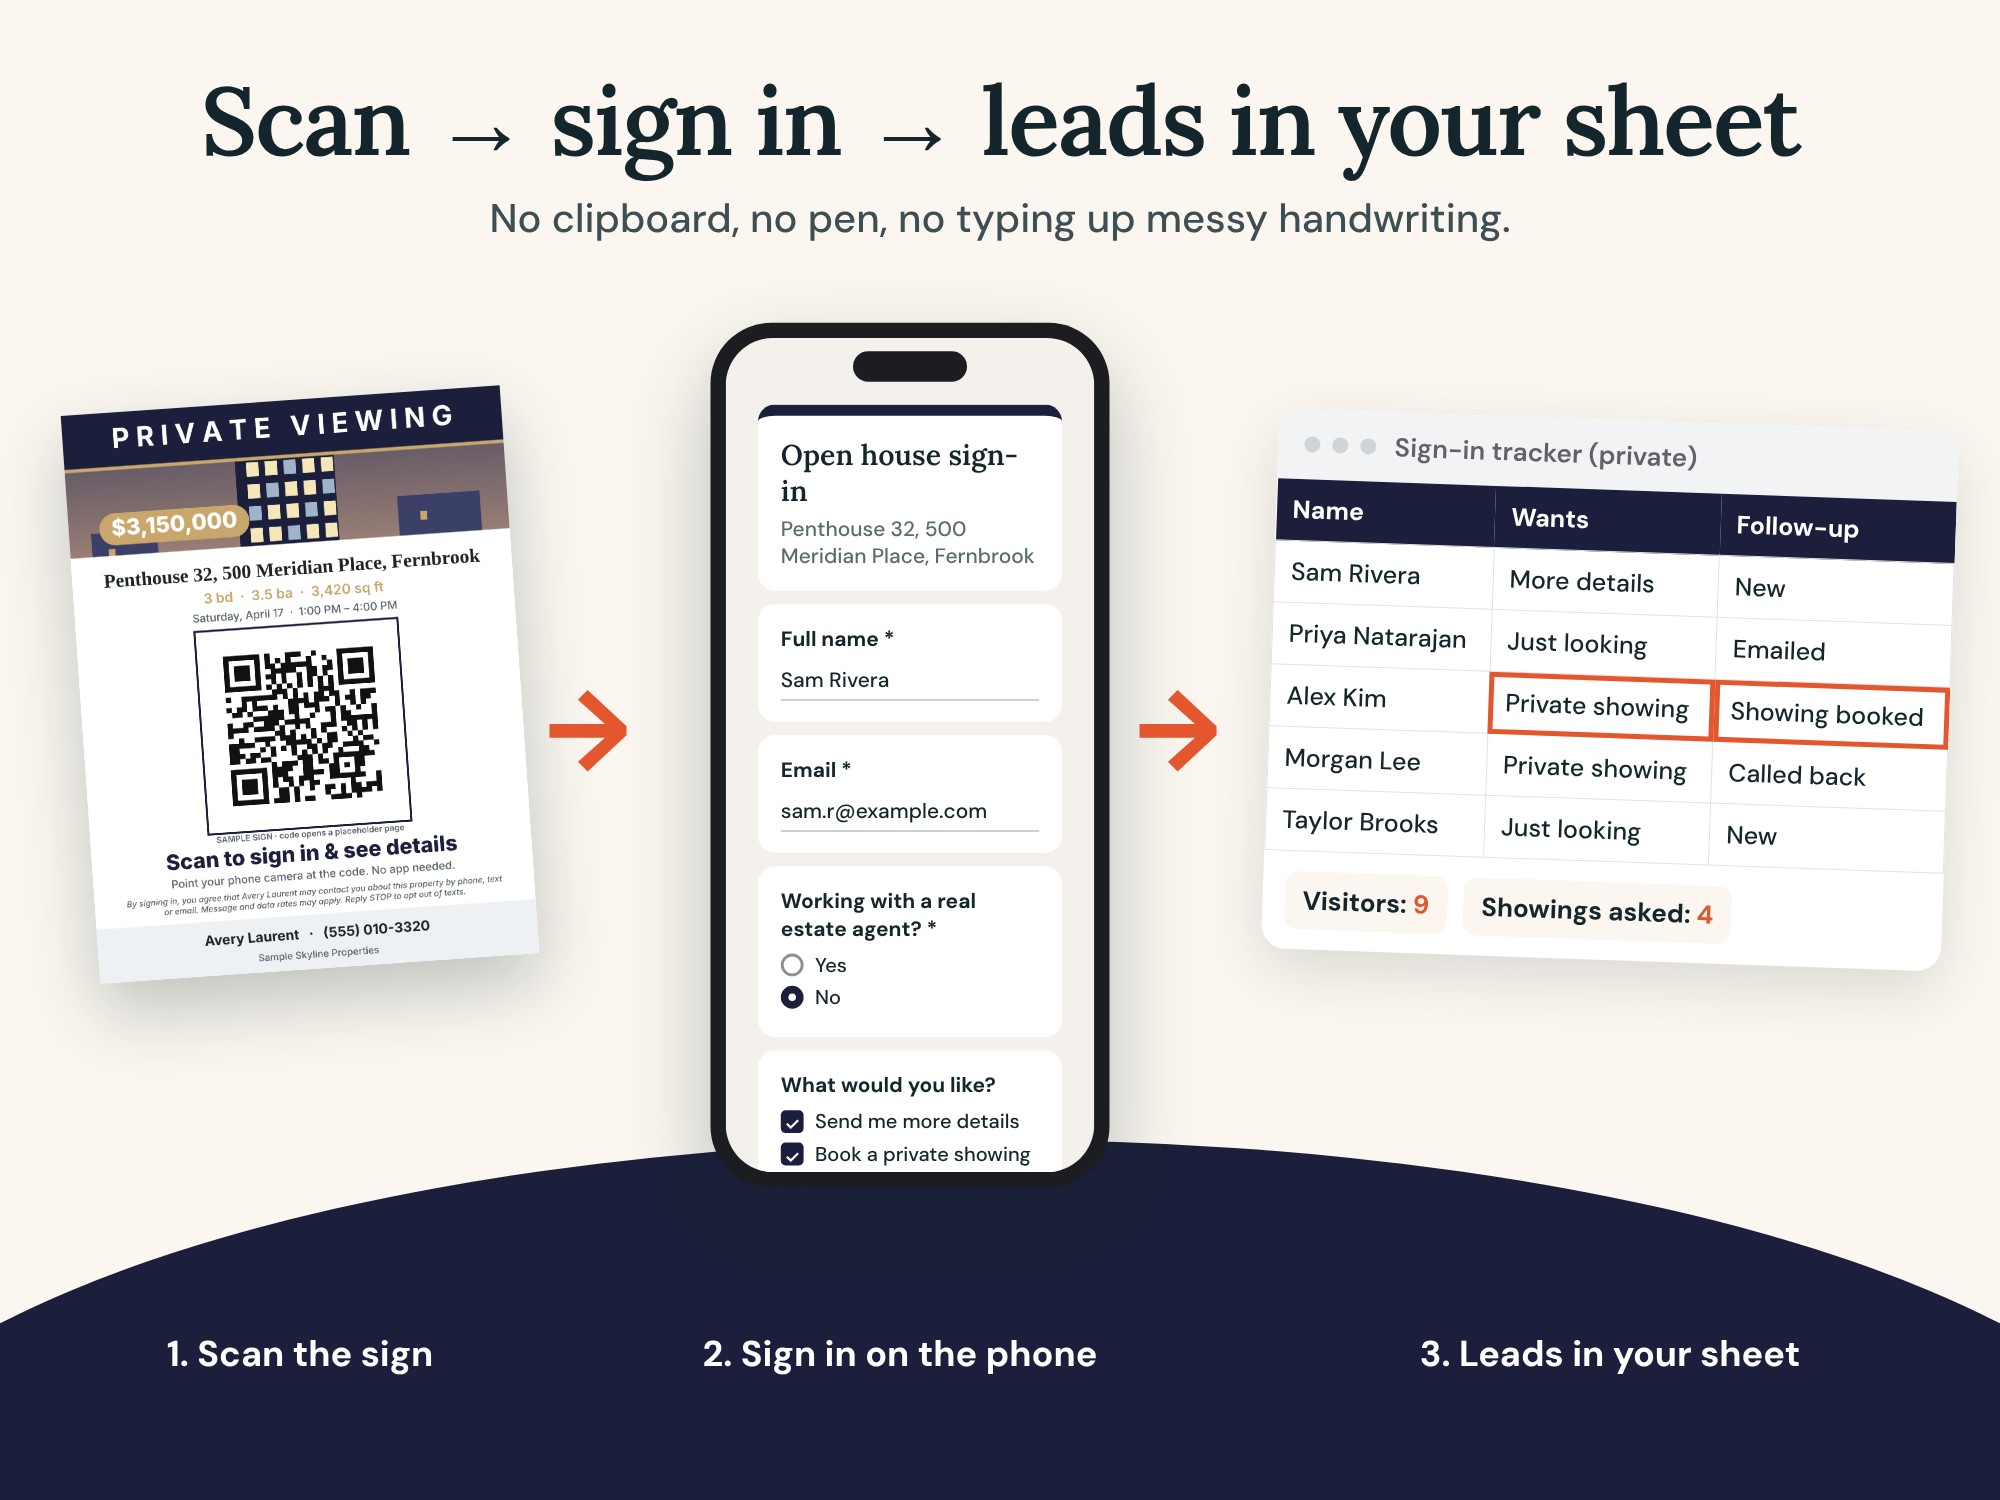 Scan → sign in → leads in your sheet
No clipboard, no pen, no typing up messy handwriting.
PRIVATE VIEWING
$3,150,000
Penthouse 32, 500 Meridian Place, Fernbrook
3 bd · 3.5 ba · 3,420 sq ft
Saturday, April 17 · 1:00 PM – 4:00 PM
SAMPLE SIGN · code opens a placeholder page
Scan to sign in & see details
Point your phone camera at the code. No app needed.
By signing in, you agree that Avery Laurent may contact you about this property by phone, text
or email. Message and data rates may apply. Reply STOP to opt out of texts.
Avery Laurent · (555) 010-3320
Sample Skyline Properties
Open house sign-
in
Penthouse 32, 500
Meridian Place, Fernbrook
Full name *
Sam Rivera
Email *
sam.r@example.com
Working with a real
estate agent? *
Yes
No
What would you like?
Send me more details
Book a private showing
Sign-in tracker (private)
Name Wants Follow-up
Sam Rivera More details New
Priya Natarajan Just looking Emailed
Alex Kim Private showing Showing booked
Morgan Lee Private showing Called back
Taylor Brooks Just looking New
Visitors: 9 Showings asked: 4
1. Scan the sign
2. Sign in on the phone
3. Leads in your sheet